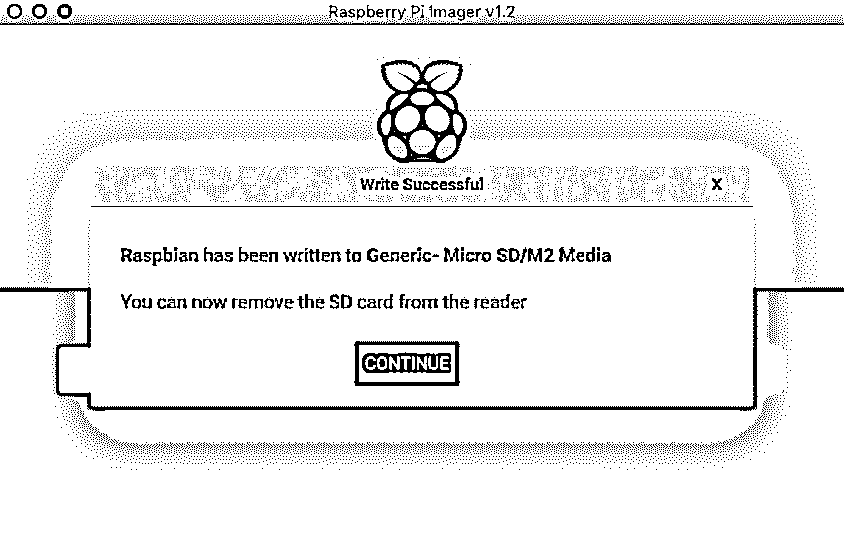 Raspberry Pi Imager v1.2
Write Successful X
Raspbian has been written to Generic- Micro SD/M2 Media
You can now remove the SD card from the reader
CONTINUE